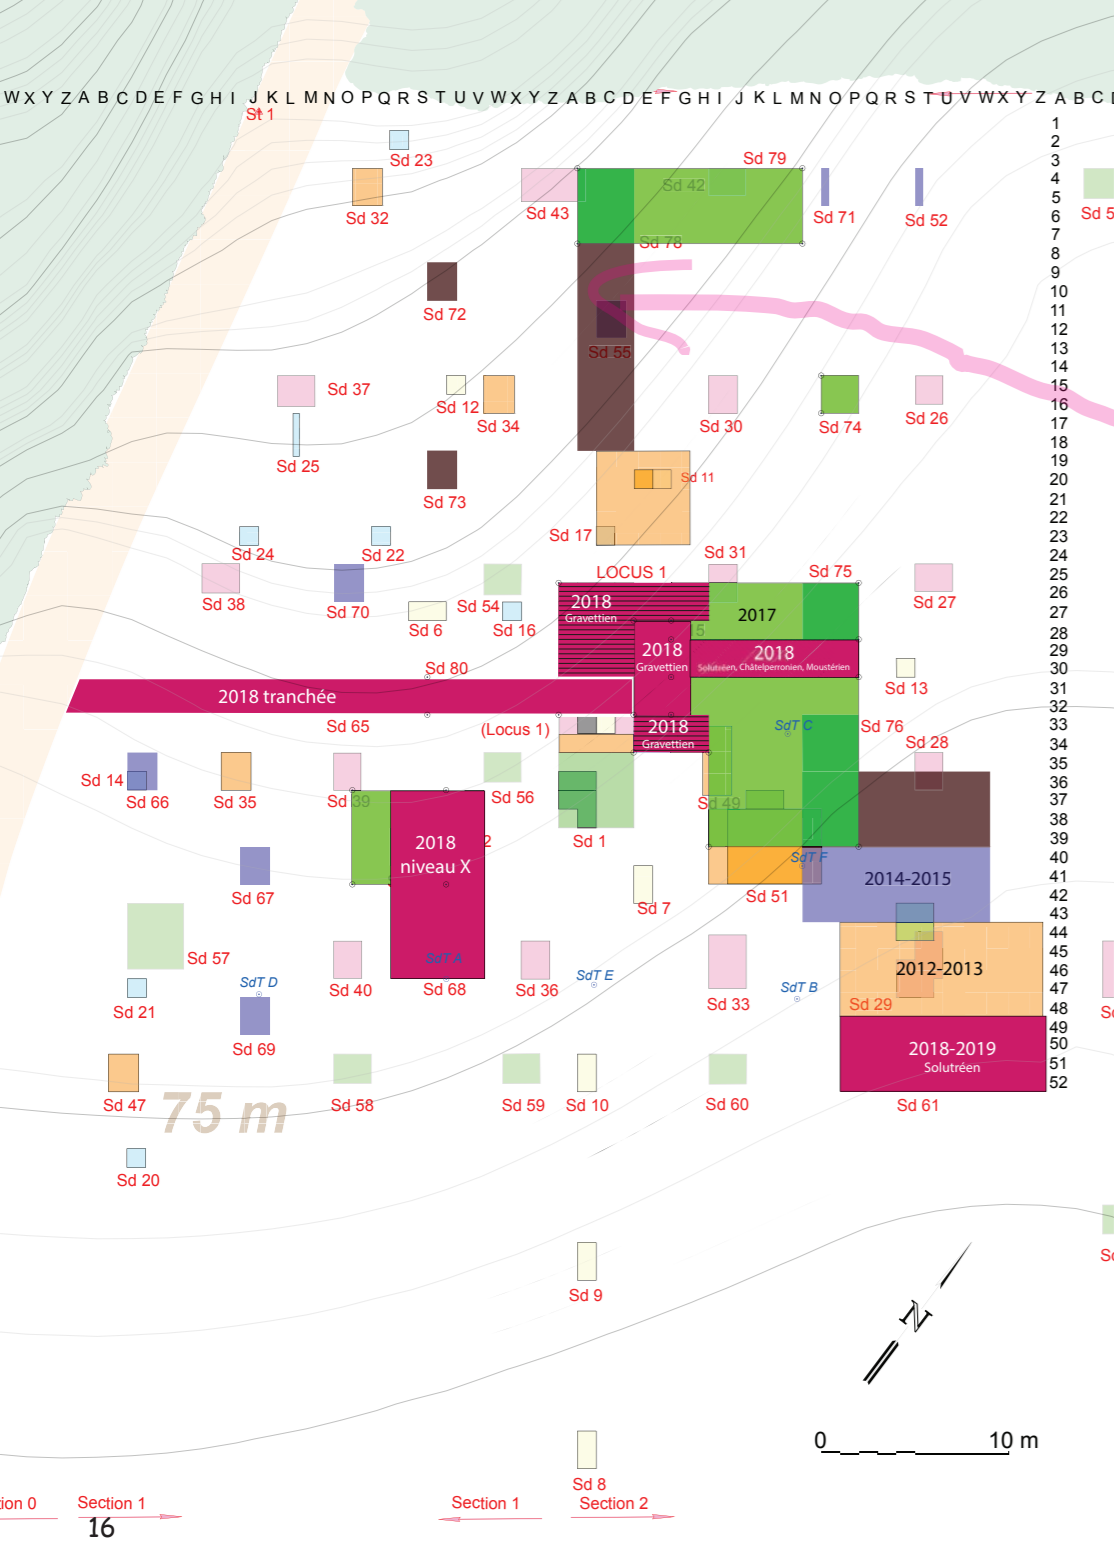 W X Y Z A B C D E F G H I J K L M N O P Q R S T U V W X Y Z A B C D E F G H I J K L M N O P Q R S T U V W X Y Z A B C D
St 1
1
2
3
4
5
6
7
8
9
10
11
12
13
14
15
16
17
18
19
20
21
22
23
24
25
26
27
28
29
30
31
32
33
34
35
36
37
38
39
40
41
42
43
44
45
46
47
48
49
50
51
52
Sd 23
Sd 79
Sd 42
Sd 32
Sd 43
Sd 71
Sd 52
Sd 5
Sd 78
Sd 72
Sd 55
Sd 37
Sd 12
Sd 34
Sd 30
Sd 74
Sd 26
Sd 25
Sd 73
Sd 11
Sd 17
Sd 24
Sd 22
Sd 31
LOCUS 1
Sd 75
Sd 38
Sd 70
Sd 54
Sd 6
Sd 16
Sd 27
2018
Gravettien
2017
5
2018
Gravettien
2018
Solutréen, Châtelperronien, Moustérien
Sd 80
Sd 13
2018 tranchée
Sd 65
(Locus 1)
2018
Gravettien
SdT C
Sd 76
Sd 28
Sd 14
Sd 66
Sd 35
Sd 39
Sd 56
Sd 49
2018
niveau X
2
Sd 1
SdT F
Sd 67
Sd 7
Sd 51
2014-2015
Sd 57
SdT A
SdT D
SdT E
SdT B
2012-2013
Sd 21
Sd 40
Sd 68
Sd 36
Sd 33
Sd 29
Sd 69
2018-2019
Solutréen
Sd 47
75 m
Sd 58
Sd 59
Sd 10
Sd 60
Sd 61
Sd 20
Sd 9
N
0 10 m
Sd 8
tion 0
Section 1
Section 1
Section 2
16